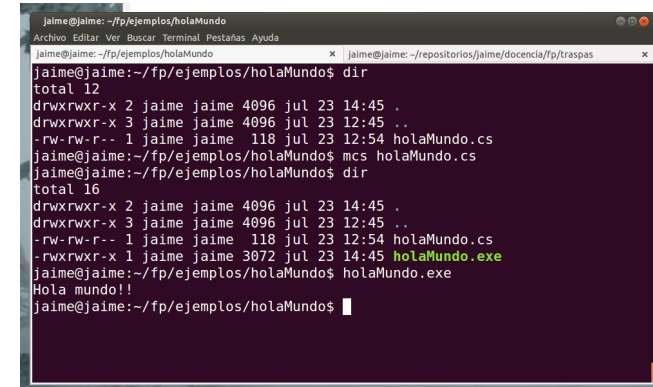 jaime@jaime: ~/fp/ejemplos/holaMundo
Archivo Editar Ver Buscar Terminal Pestañas Ayuda
jaime@jaime: ~/fp/ejemplos/holaMundo × jaime@jaime: ~/repositorios/jaime/docencia/fp/traspas ×
jaime@jaime:~/fp/ejemplos/holaMundo$ dir
total 12
drwxrwxr-x 2 jaime jaime 4096 jul 23 14:45 .
drwxrwxr-x 3 jaime jaime 4096 jul 23 12:45 ..
-rw-rw-r-- 1 jaime jaime  118 jul 23 12:54 holaMundo.cs
jaime@jaime:~/fp/ejemplos/holaMundo$ mcs holaMundo.cs
jaime@jaime:~/fp/ejemplos/holaMundo$ dir
total 16
drwxrwxr-x 2 jaime jaime 4096 jul 23 14:45 .
drwxrwxr-x 3 jaime jaime 4096 jul 23 12:45 ..
-rw-rw-r-- 1 jaime jaime  118 jul 23 12:54 holaMundo.cs
-rwxrwxr-x 1 jaime jaime 3072 jul 23 14:45 holaMundo.exe
jaime@jaime:~/fp/ejemplos/holaMundo$ holaMundo.exe
Hola mundo!!
jaime@jaime:~/fp/ejemplos/holaMundo$